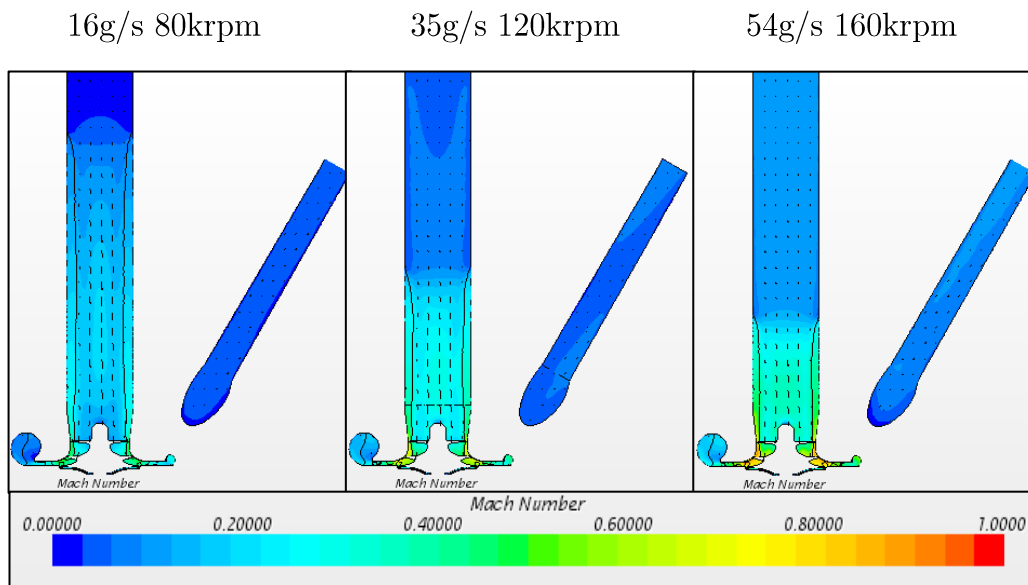 16g/s 80krpm
35g/s 120krpm
54g/s 160krpm
Mach Number
Mach Number
Mach Number
Mach Number
0.00000
0.20000
0.40000
0.60000
0.80000
1.0000